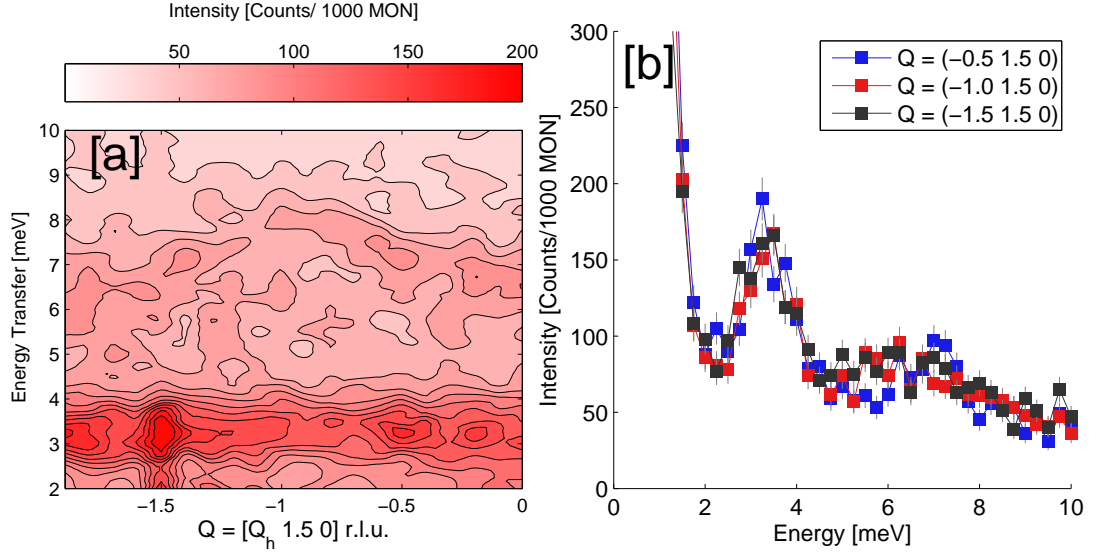 Intensity [Counts/ 1000 MON]
50 100 150 200
[a]
10
9
8
7
6
5
4
3
2
Energy Transfer [meV]
−1.5 −1 −0.5 0
Q = [Q_h 1.5 0] r.l.u.
[b]
Q = (−0.5 1.5 0)
Q = (−1.0 1.5 0)
Q = (−1.5 1.5 0)
300
250
200
150
100
50
0
Intensity [Counts/1000 MON]
0 2 4 6 8 10
Energy [meV]